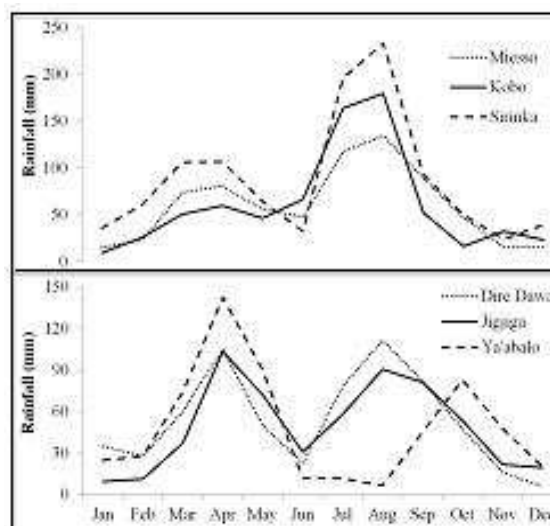 250
200
150
100
50
0
Rainfall (mm)
Miesso
Kobo
Sirinka
150
120
90
60
30
0
Rainfall (mm)
Dire Dawa
Jigjga
Ya'abalo
Jan Feb Mar Apr May Jun Jul Aug Sep Oct Nov Dec